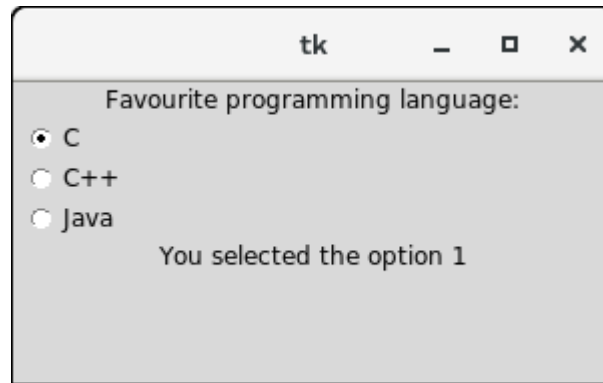 tk
Favourite programming language:
C
C++
Java
You selected the option 1